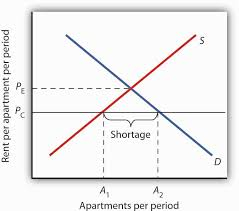 Rent per apartment per period
S
P_E
P_C
Shortage
D
A_1
A_2
Apartments per period